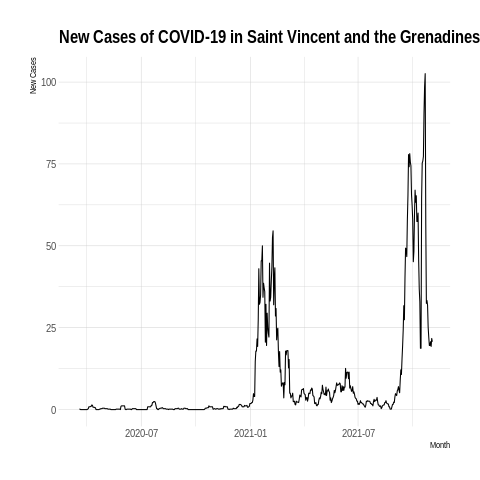 New Cases of COVID-19 in Saint Vincent and the Grenadines
New Cases
100
75
50
25
0
2020-07 2021-01 2021-07
Month